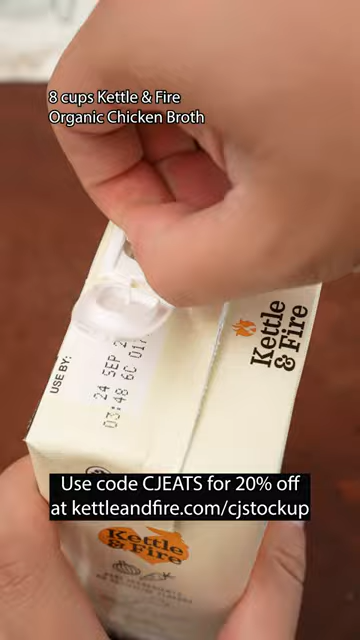 8 cups Kettle & Fire
Organic Chicken Broth
USE BY:
24 SEP 2
03:48 6C 017
Kettle
& Fire
Use code CJEATS for 20% off
at kettleandfire.com/cjstockup
Kettle
& Fire